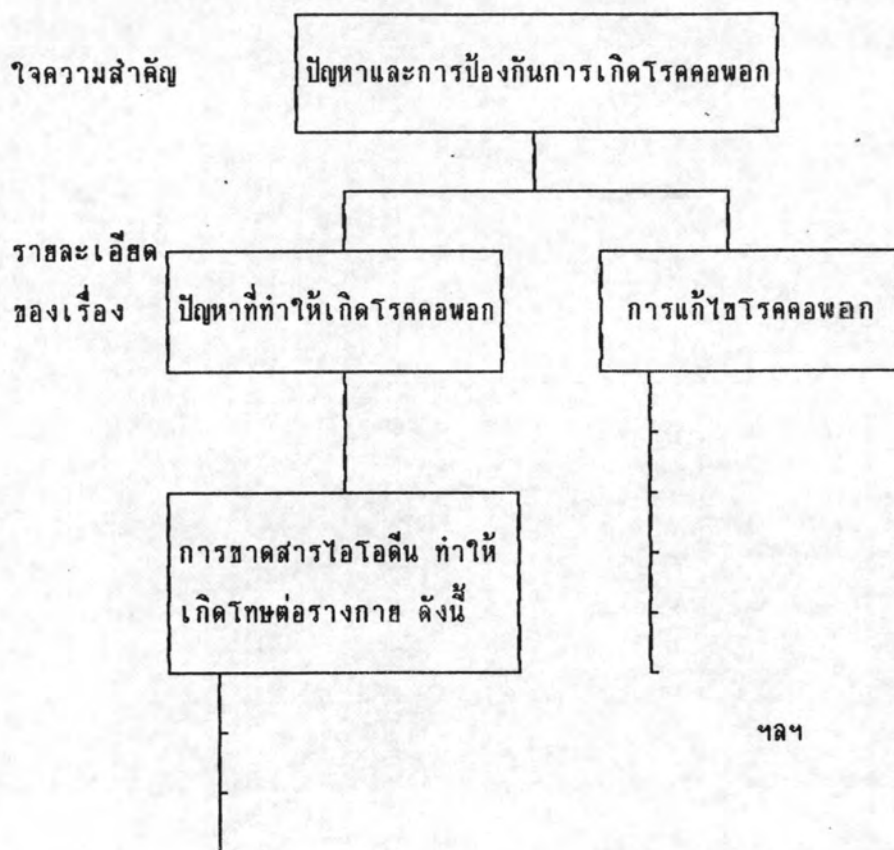 ใจความสำคัญ
ปัญหาและการป้องกันการเกิดโรคคอพอก
รายละเอียด
ของเรื่อง
ปัญหาที่ทำให้เกิดโรคคอพอก
การแก้ไขโรคคอพอก
การขาดสารไอโอดีน ทำให้
เกิดโทษต่อร่างกาย ดังนี้
ฯลฯ